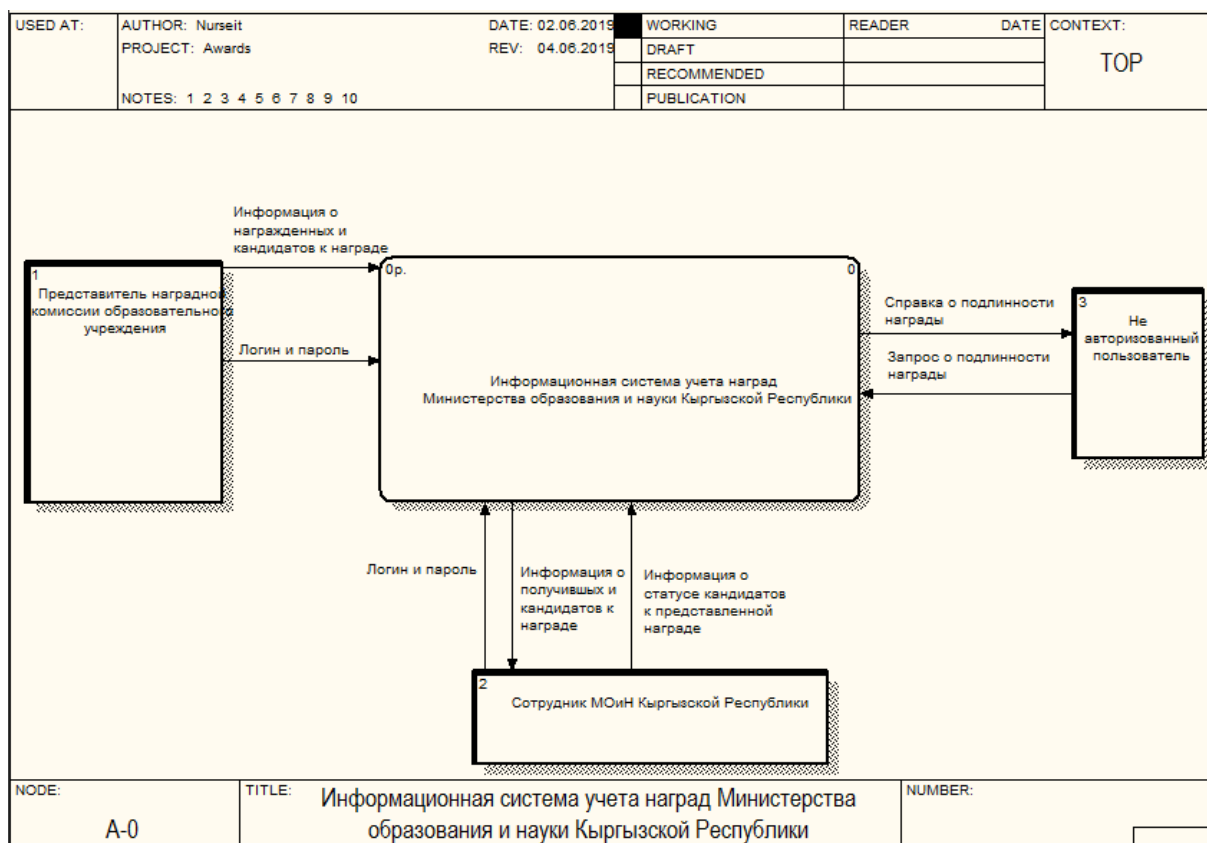 USED AT:
AUTHOR: Nurseit
DATE: 02.06.2019
WORKING
READER
DATE
CONTEXT:
PROJECT: Awards
REV: 04.06.2019
DRAFT
TOP
RECOMMENDED
NOTES: 1 2 3 4 5 6 7 8 9 10
PUBLICATION
Информация о
награжденных и
кандидатов к награде
1
Представитель наградной
комиссии образовательного
учреждения
Логин и пароль
0р.
0
Информационная система учета наград
Министерства образования и науки Кыргызской Республики
Справка о подлинности
награды
Запрос о подлинности
награды
3
Не
авторизованный
пользователь
Логин и пароль
Информация о
получивших и
кандидатов к
награде
Информация о
статусе кандидатов
к представленной
награде
2
Сотрудник МОиН Кыргызской Республики
NODE:
A-0
TITLE:
Информационная система учета наград Министерства
образования и науки Кыргызской Республики
NUMBER: